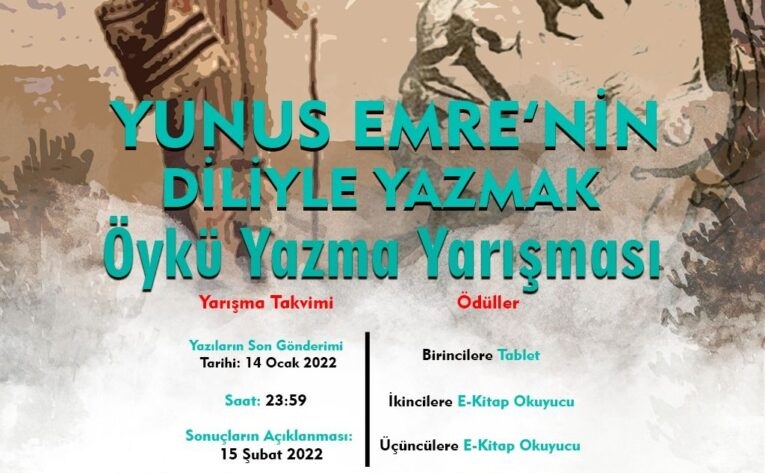 YUNUS EMRE'NİN
DİLİYLE YAZMAK
Öykü Yazma Yarışması
Yarışma Takvimi
Yazıların Son Gönderimi
Tarihi: 14 Ocak 2022
Saat: 23:59
Sonuçların Açıklanması:
15 Şubat 2022
Ödüller
Birincilere Tablet
İkincilere E-Kitap Okuyucu
Üçüncülere E-Kitap Okuyucu